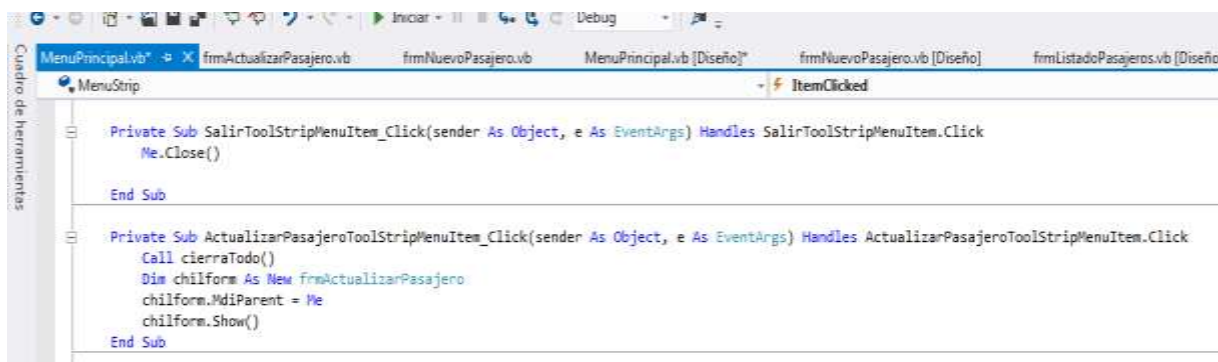 Iniciar Debug
MenuPrincipal.vb* frmActualizarPasajero.vb frmNuevoPasajero.vb MenuPrincipal.vb [Diseño]* frmNuevoPasajero.vb [Diseño] frmListadoPasajeros.vb [Diseño
Cuadro de herramientas
MenuStrip ItemClicked
Private Sub SalirToolStripMenuItem_Click(sender As Object, e As EventArgs) Handles SalirToolStripMenuItem.Click
Me.Close()
End Sub
Private Sub ActualizarPasajeroToolStripMenuItem_Click(sender As Object, e As EventArgs) Handles ActualizarPasajeroToolStripMenuItem.Click
Call cierraTodo()
Dim chilform As New frmActualizarPasajero
chilform.MdiParent = Me
chilform.Show()
End Sub